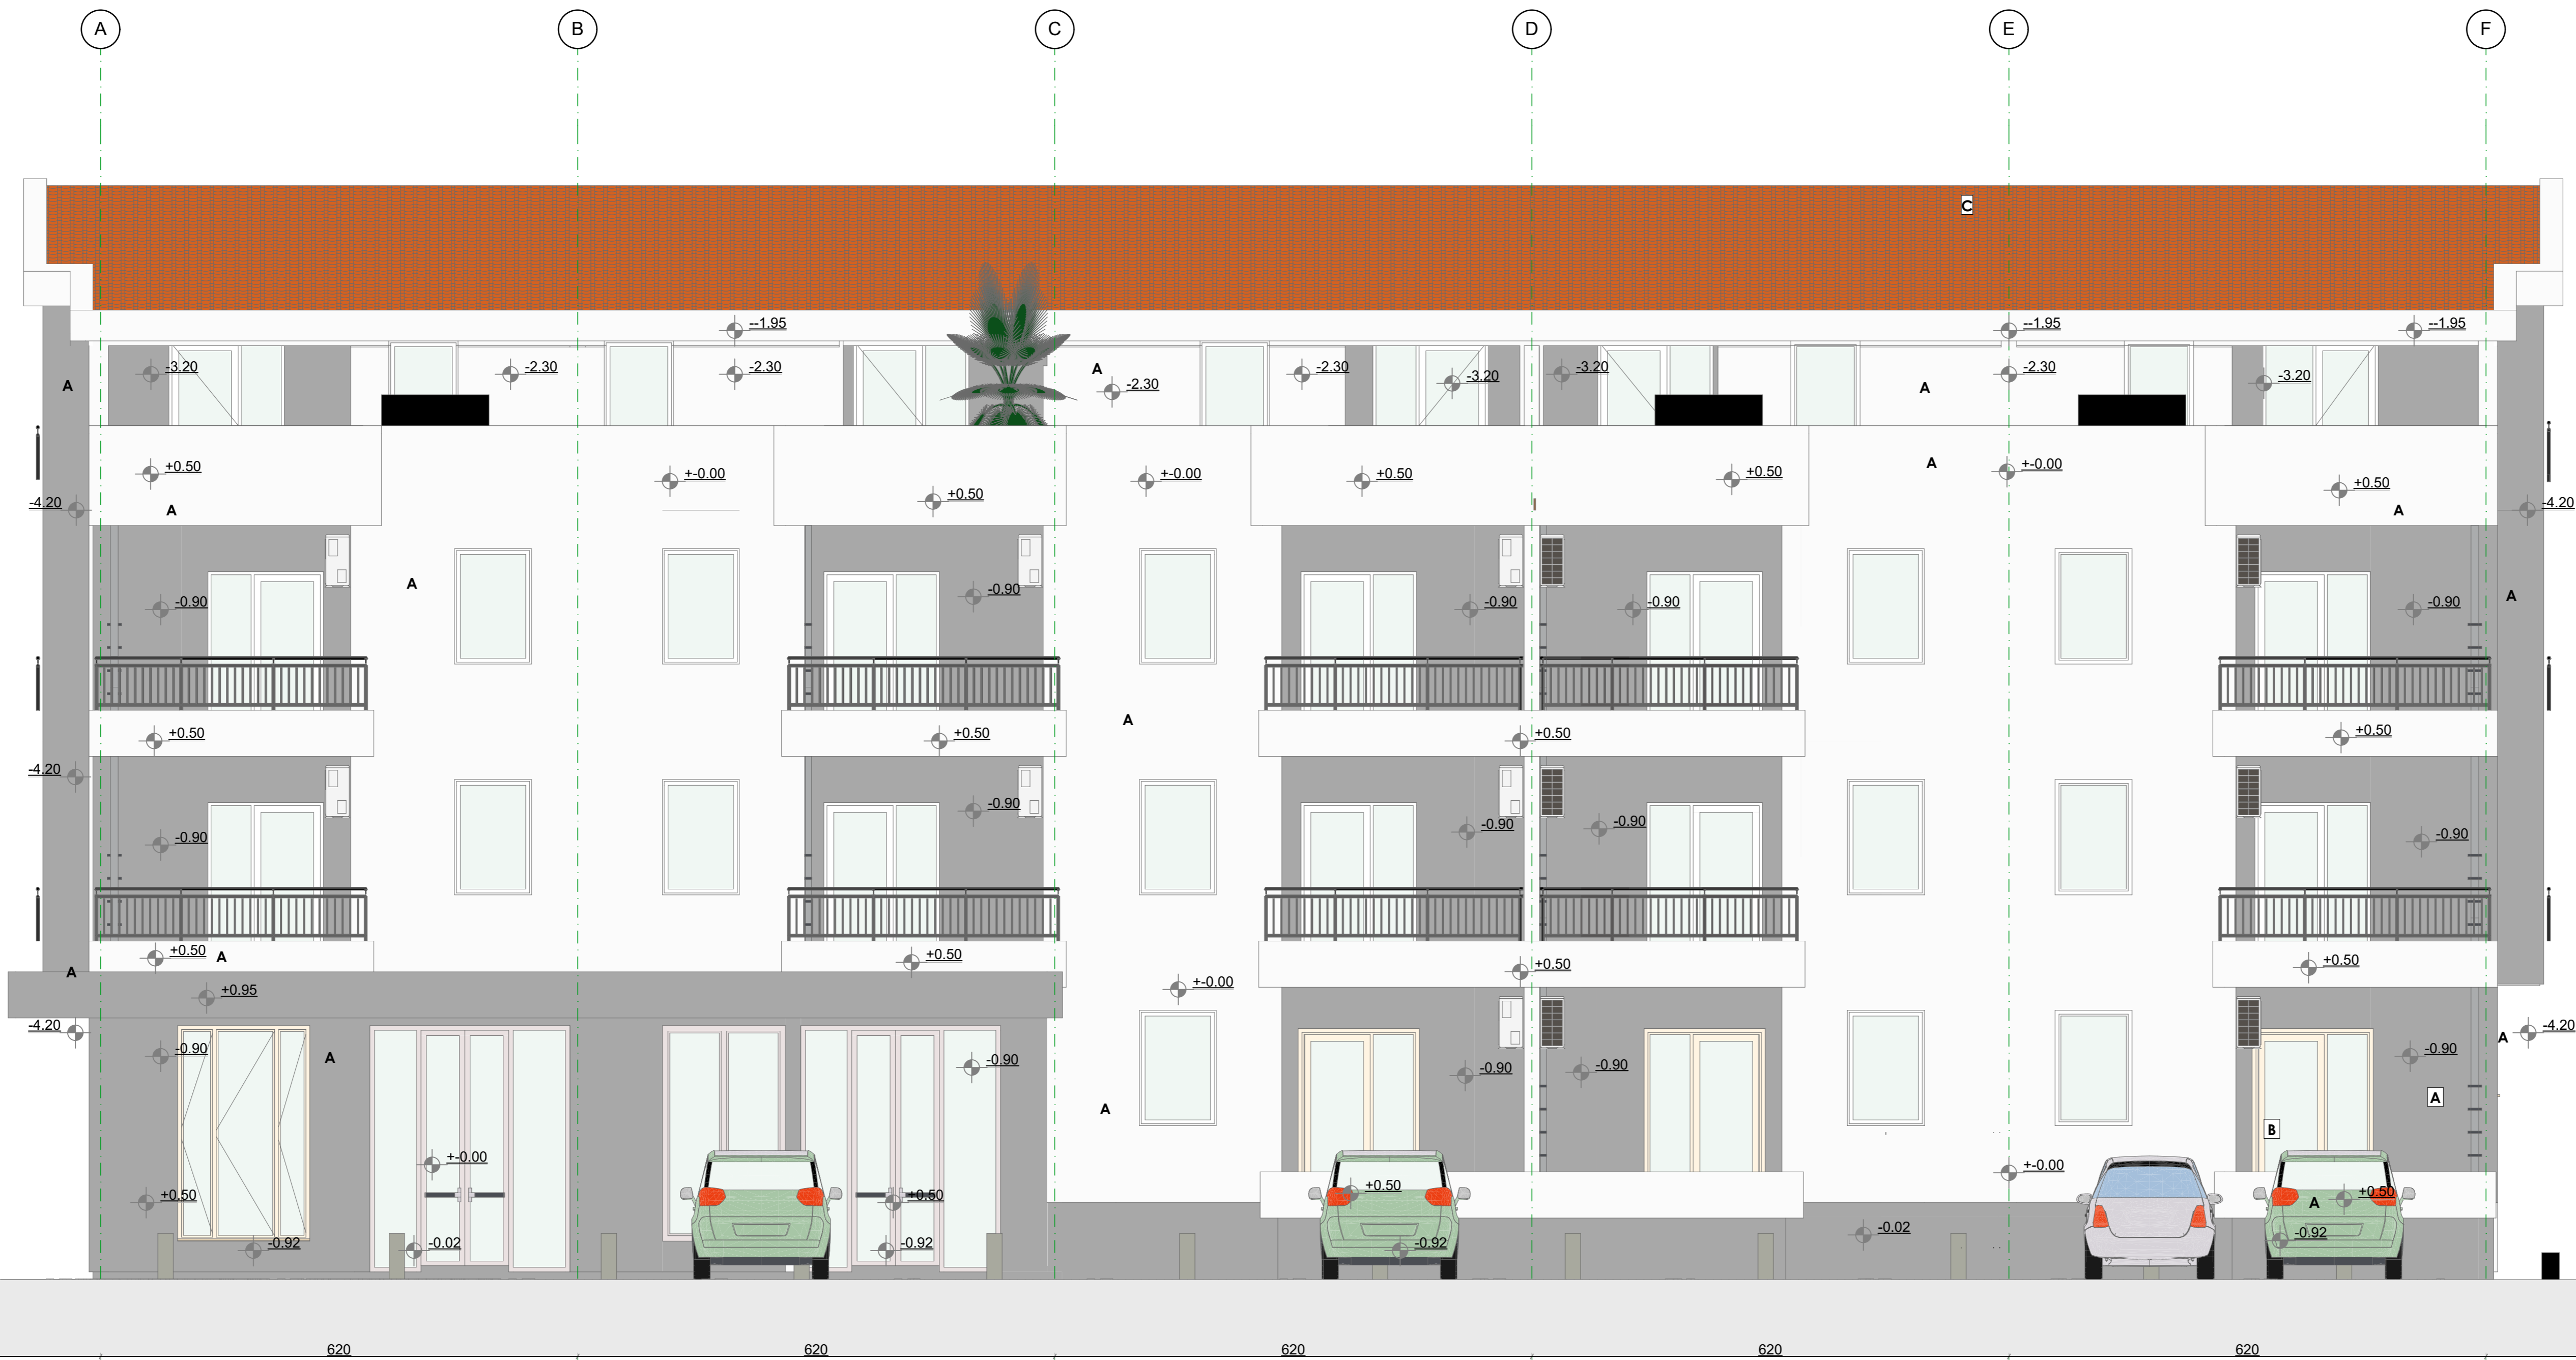 A B C D E F
C
--1.95 --1.95 --1.95
-3.20 -2.30 -2.30 A -2.30 -2.30 -3.20 -3.20 -2.30 -3.20
A A
+0.50 +-0.00 +0.50 +-0.00 +0.50 +0.50 A +-0.00 +0.50
-4.20 A A -4.20
A -0.90 -0.90 -0.90 -0.90 -0.90 A
A
+0.50 +0.50 +0.50 +0.50
-4.20
-0.90 -0.90 -0.90 -0.90 -0.90
+0.50 A +0.50 +0.50 +0.50
A
+0.95 +-0.00
-4.20 A -4.20
-0.90 A -0.90 -0.90 -0.90 -0.90
A A
B
+-0.00 +-0.00
+0.50 +0.50 +0.50 A +0.50
-0.92 -0.02 -0.92 -0.92 -0.02 -0.92
620 620 620 620 620